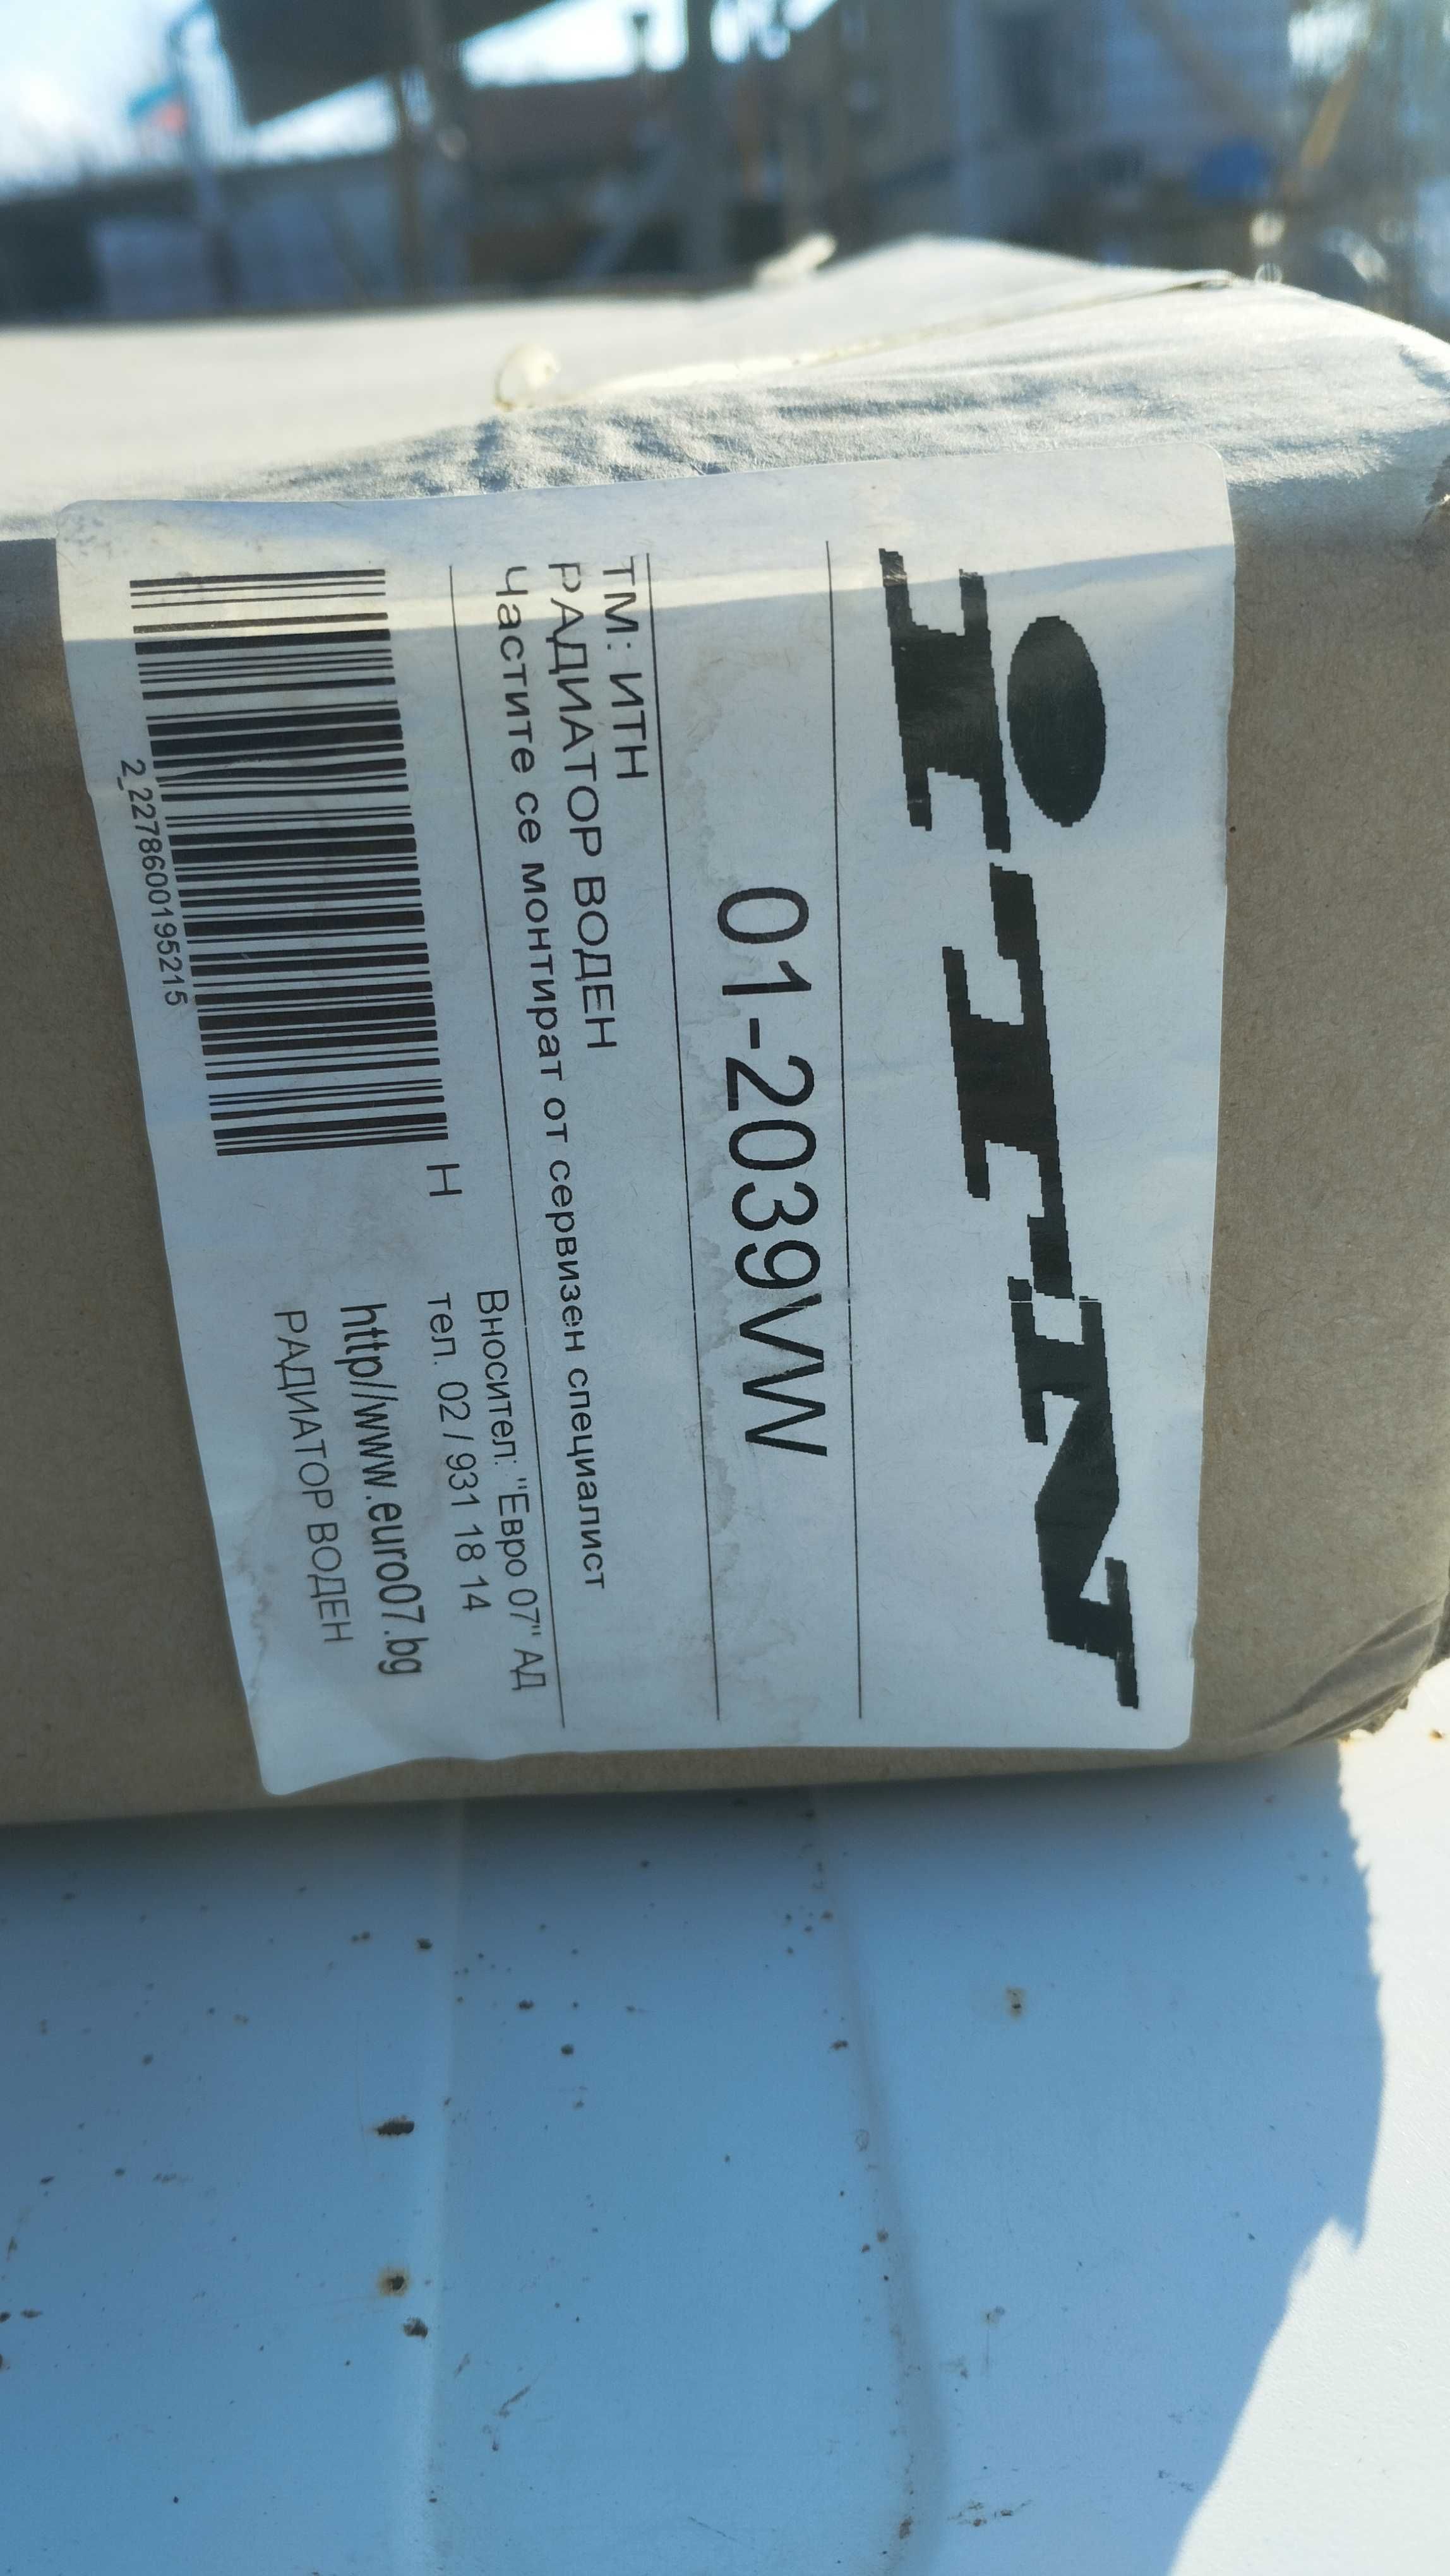 iTN
01-2039VW
ТМ: ИТН
РАДИАТОР ВОДЕН
Частите се монтират от сервизен специалист
Вносител: "Евро 07" АД
Н
тел. 02 / 931 18 14
http//www.euro07.bg
РАДИАТОР ВОДЕН
2_2278600195215